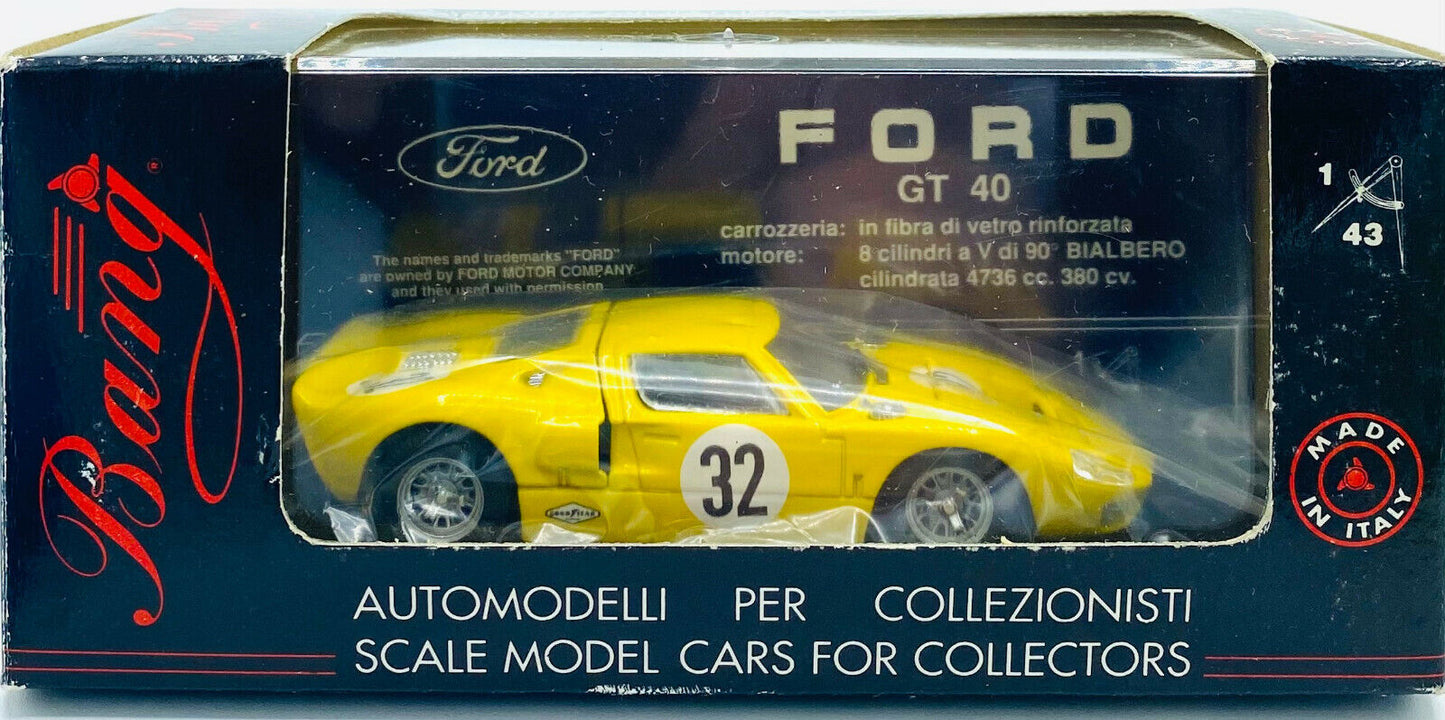 Bang®
Ford
FORD
GT 40
carrozzeria: in fibra di vetro rinforzata
motore: 8 cilindri a V di 90° BIALBERO
cilindrata 4736 cc. 380 cv.
The names and trademarks "FORD"
are owned by FORD MOTOR COMPANY
and they used with permission
1
43
32
GOODYEAR
MADE
IN ITALY
AUTOMODELLI PER COLLEZIONISTI
SCALE MODEL CARS FOR COLLECTORS